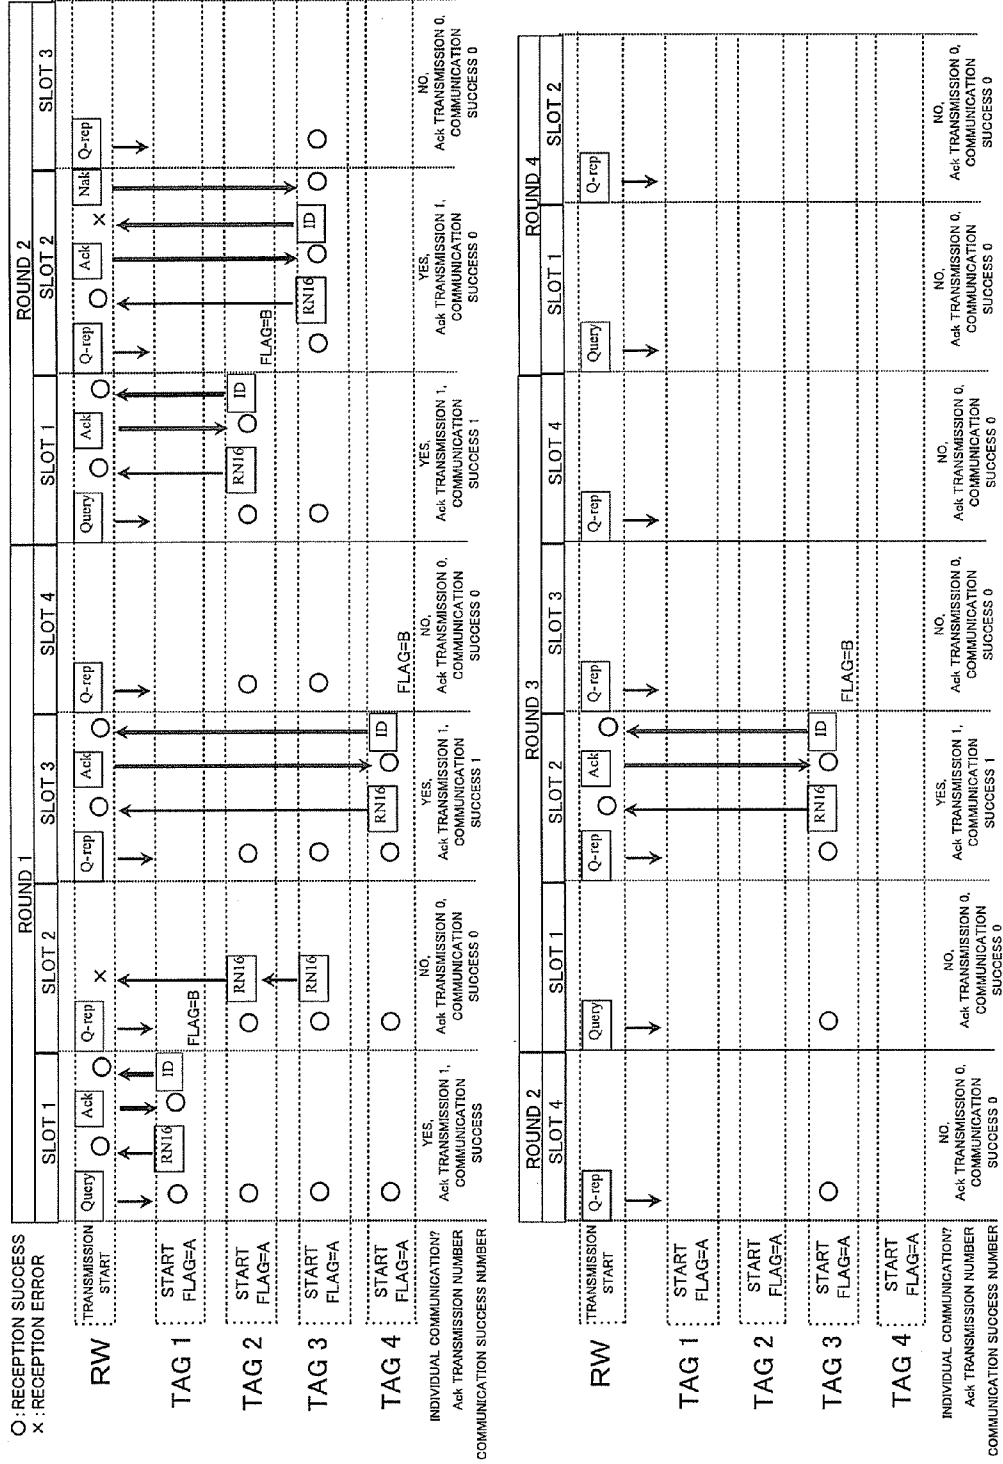 O : RECEPTION SUCCESS
× : RECEPTION ERROR
ROUND 1
ROUND 2
SLOT 1
SLOT 2
SLOT 3
SLOT 4
SLOT 1
SLOT 2
SLOT 3
RW
TRANSMISSION START
Query
Ack
Q-rep
Q-rep
Ack
Q-rep
Query
Ack
Q-rep
Ack
Nak
Q-rep
TAG 1
START
FLAG=A
RN16
ID
FLAG=B
TAG 2
START
FLAG=A
RN16
RN16
ID
FLAG=B
TAG 3
START
FLAG=A
RN16
RN16
ID
TAG 4
START
FLAG=A
RN16
ID
FLAG=B
INDIVIDUAL COMMUNICATION?
Ack TRANSMISSION NUMBER
COMMUNICATION SUCCESS NUMBER
YES,
Ack TRANSMISSION 1,
COMMUNICATION
SUCCESS
NO,
Ack TRANSMISSION 0,
COMMUNICATION
SUCCESS 0
YES,
Ack TRANSMISSION 1,
COMMUNICATION
SUCCESS 1
NO,
Ack TRANSMISSION 0,
COMMUNICATION
SUCCESS 0
YES,
Ack TRANSMISSION 1,
COMMUNICATION
SUCCESS 1
YES,
Ack TRANSMISSION 1,
COMMUNICATION
SUCCESS 0
NO,
Ack TRANSMISSION 0,
COMMUNICATION
SUCCESS 0
ROUND 2
ROUND 3
ROUND 4
SLOT 4
SLOT 1
SLOT 2
SLOT 3
SLOT 4
SLOT 1
SLOT 2
RW
TRANSMISSION
START
Q-rep
Query
Q-rep
Ack
Q-rep
Q-rep
Query
Q-rep
TAG 1
START
FLAG=A
TAG 2
START
FLAG=A
TAG 3
START
FLAG=A
RN16
ID
FLAG=B
TAG 4
START
FLAG=A
INDIVIDUAL COMMUNICATION?
Ack TRANSMISSION NUMBER
COMMUNICATION SUCCESS NUMBER
NO,
Ack TRANSMISSION 0,
COMMUNICATION
SUCCESS 0
NO,
Ack TRANSMISSION 0,
COMMUNICATION
SUCCESS 0
YES,
Ack TRANSMISSION 1,
COMMUNICATION
SUCCESS 1
NO,
Ack TRANSMISSION 0,
COMMUNICATION
SUCCESS 0
NO,
Ack TRANSMISSION 0,
COMMUNICATION
SUCCESS 0
NO,
Ack TRANSMISSION 0,
COMMUNICATION
SUCCESS 0
NO,
Ack TRANSMISSION 0,
COMMUNICATION
SUCCESS 0